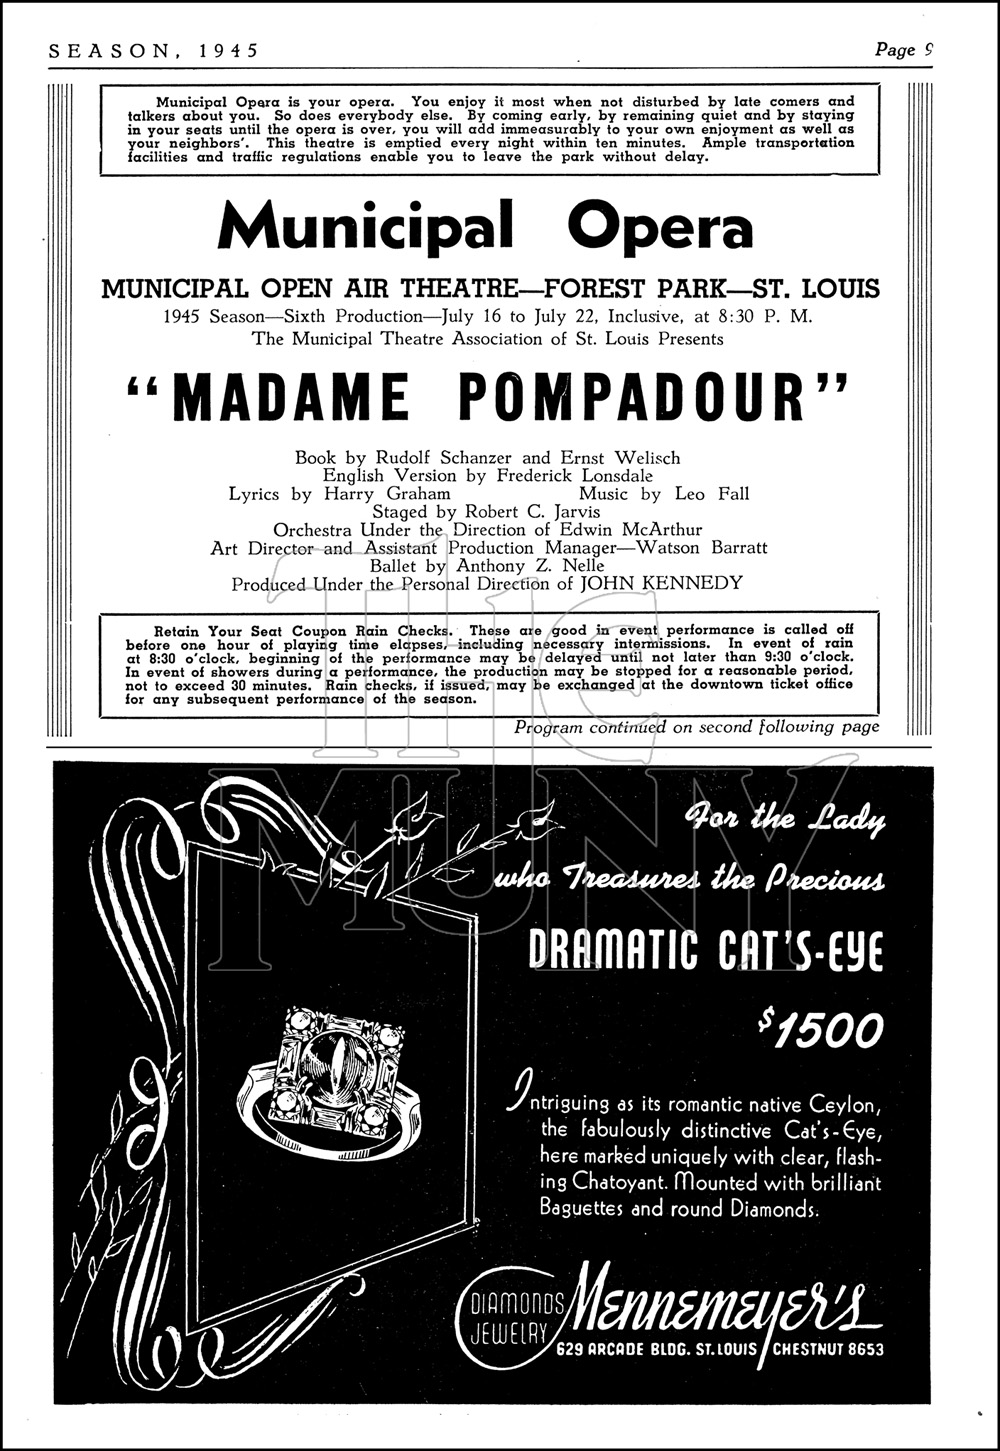 SEASON, 1945 Page 9
Municipal Opera is your opera. You enjoy it most when not disturbed by late comers and
talkers about you. So does everybody else. By coming early, by remaining quiet and by staying
in your seats until the opera is over, you will add immeasurably to your own enjoyment as well as
your neighbors'. This theatre is emptied every night within ten minutes. Ample transportation
facilities and traffic regulations enable you to leave the park without delay.
Municipal Opera
MUNICIPAL OPEN AIR THEATRE—FOREST PARK—ST. LOUIS
1945 Season—Sixth Production—July 16 to July 22, Inclusive, at 8:30 P. M.
The Municipal Theatre Association of St. Louis Presents
“MADAME POMPADOUR”
Book by Rudolf Schanzer and Ernst Welisch
English Version by Frederick Lonsdale
Lyrics by Harry Graham Music by Leo Fall
Staged by Robert C. Jarvis
Orchestra Under the Direction of Edwin McArthur
Art Director and Assistant Production Manager—Watson Barratt
Ballet by Anthony Z. Nelle
Produced Under the Personal Direction of JOHN KENNEDY
Retain Your Seat Coupon Rain Checks. These are good in event performance is called off
before one hour of playing time elapses, including necessary intermissions. In event of rain
at 8:30 o'clock, beginning of the performance may be delayed until not later than 9:30 o'clock.
In event of showers during a performance, the production may be stopped for a reasonable period,
not to exceed 30 minutes. Rain checks, if issued, may be exchanged at the downtown ticket office
for any subsequent performance of the season.
Program continued on second following page
THE
MUNY
For the Lady
who Treasures the Precious
DRAMATIC CAT'S-EYE
$1500
Intriguing as its romantic native Ceylon,
the fabulously distinctive Cat's-Eye,
here marked uniquely with clear, flash-
ing Chatoyant. Mounted with brilliant
Baguettes and round Diamonds.
DIAMONDS
JEWELRY
Mennemeyer's
629 ARCADE BLDG. ST. LOUIS CHESTNUT 8653